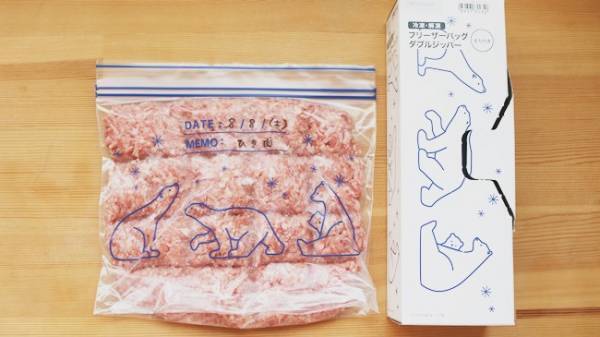 DATE: 8/8/(土)
MEMO: ひき肉
冷凍・解凍
フリーザーバッグ
ダブルジッパー